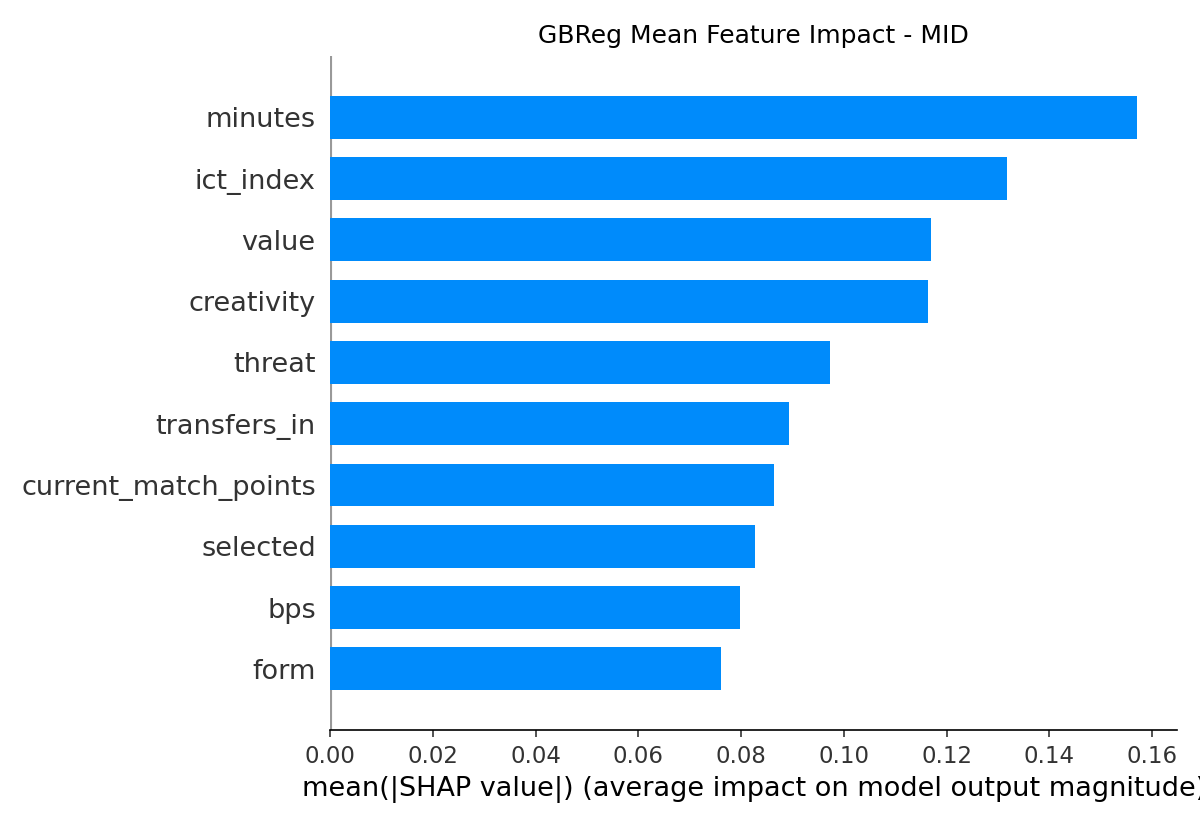 GBReg Mean Feature Impact - MID
minutes
ict_index
value
creativity
threat
transfers_in
current_match_points
selected
bps
form
0.00 0.02 0.04 0.06 0.08 0.10 0.12 0.14 0.16
mean(|SHAP value|) (average impact on model output magnitude)